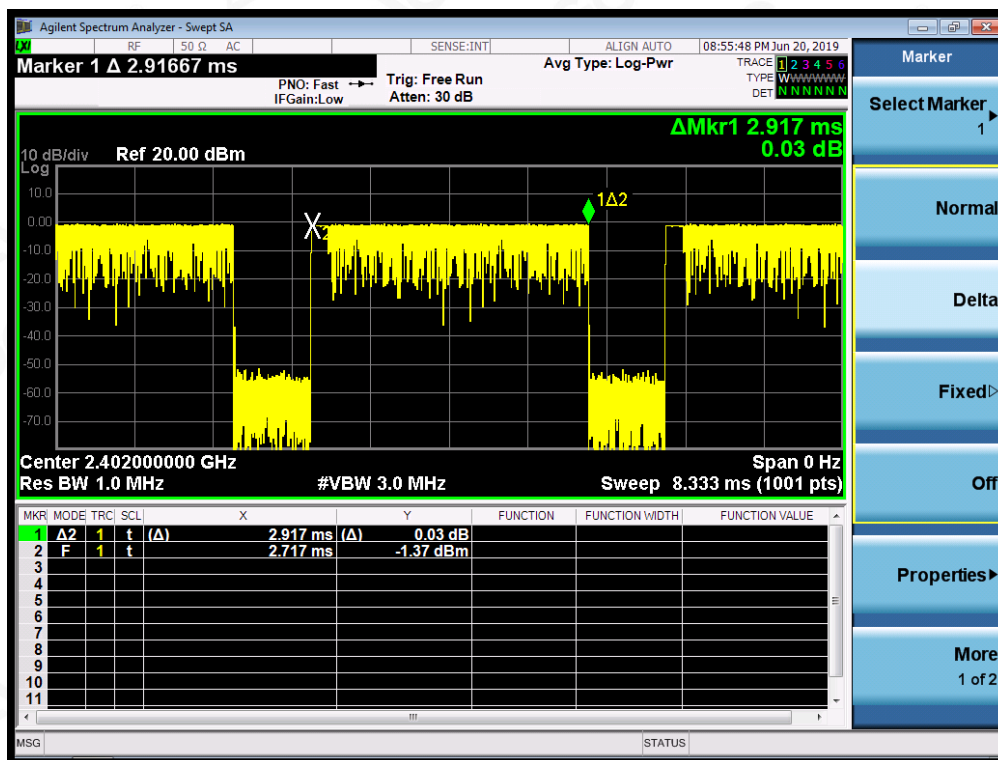 Agilent Spectrum Analyzer - Swept SA
LXI RF 50 Ω AC SENSE:INT ALIGN AUTO 08:55:48 PM Jun 20, 2019
Marker 1 Δ 2.91667 ms
PNO: Fast
IFGain:Low
Trig: Free Run
Atten: 30 dB
Avg Type: Log-Pwr
TRACE 1 2 3 4 5 6
TYPE WWWWWWW
DET N N N N N N
ΔMkr1 2.917 ms
0.03 dB
10 dB/div Ref 20.00 dBm
Log
10.0
0.00
-10.0
-20.0
-30.0
-40.0
-50.0
-60.0
-70.0
1Δ2
2
Center 2.402000000 GHz Span 0 Hz
Res BW 1.0 MHz #VBW 3.0 MHz Sweep 8.333 ms (1001 pts)
MKR MODE TRC SCL X Y FUNCTION FUNCTION WIDTH FUNCTION VALUE
1 Δ2 1 t (Δ) 2.917 ms (Δ) 0.03 dB
2 F 1 t 2.717 ms -1.37 dBm
3
4
5
6
7
8
9
10
11
MSG STATUS
Marker
Select Marker
1
Normal
Delta
Fixed
Off
Properties
More
1 of 2